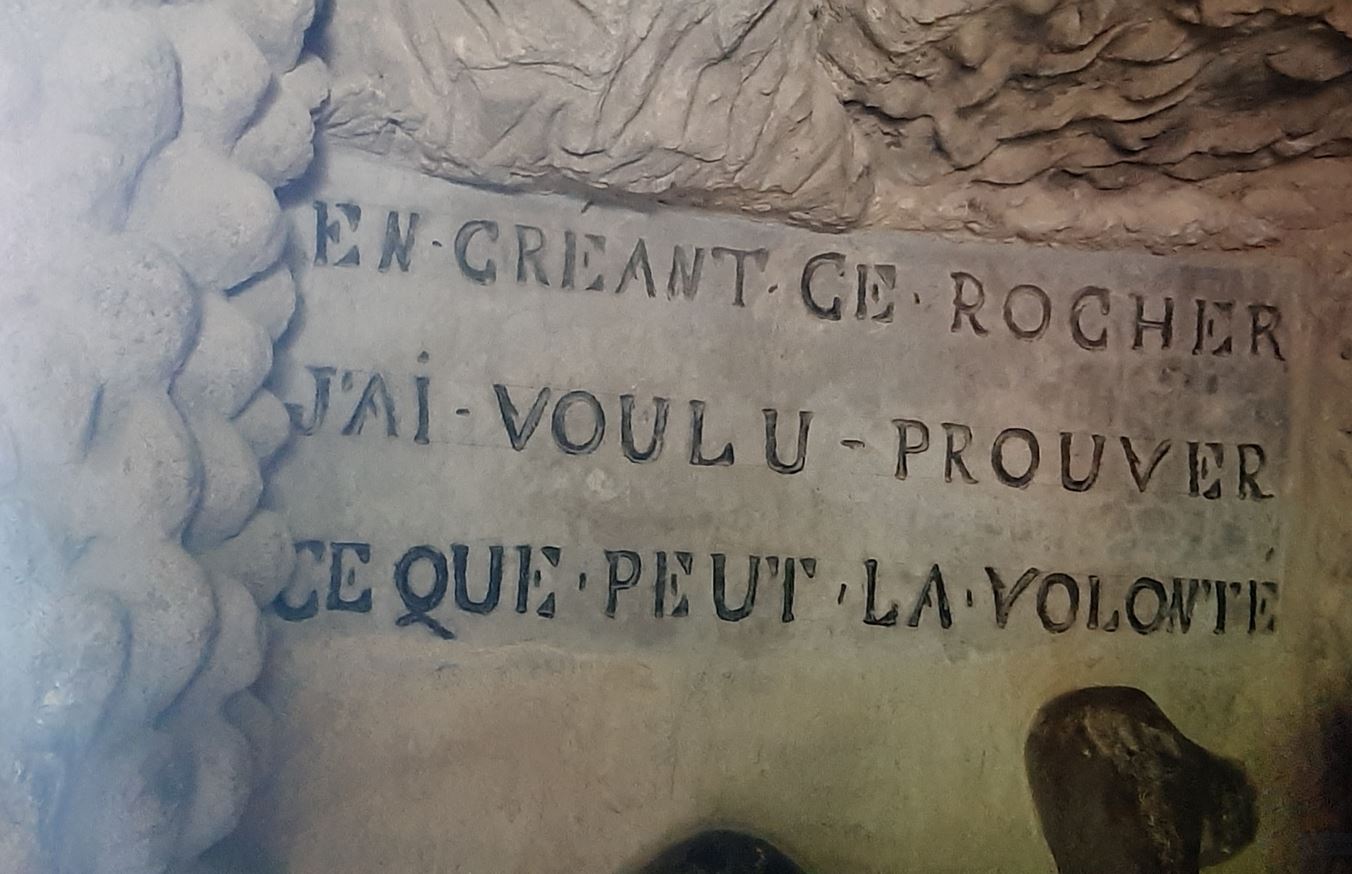 EN·CRÉANT·CE·ROCHER
J'AI-VOULU-PROUVER
CE QUE·PEUT·LA·VOLONTÉ